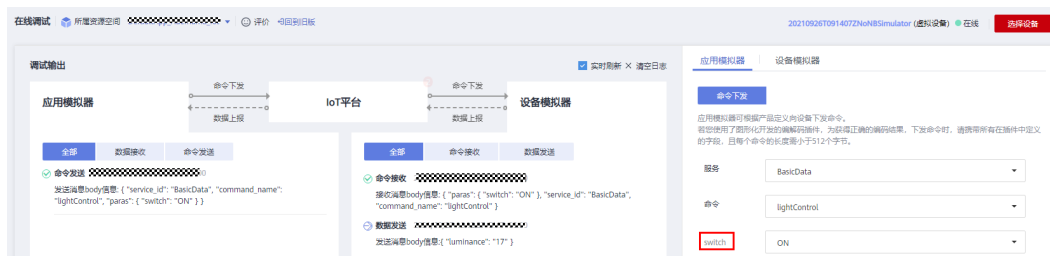 在线调试 所属资源空间 评价 回到旧版 20210926T091407ZNoNBSimulator (虚拟设备) 在线 选择设备
调试输出 实时刷新 × 清空日志
应用模拟器 命令下发 数据上报 IoT平台 命令下发 数据上报 设备模拟器
全部 数据接收 命令发送
命令发送
发送消息body信息: { "service_id": "BasicData", "command_name":
"lightControl", "paras": { "switch": "ON" } }
全部 命令接收 数据发送
命令接收
接收消息body信息: { "paras": { "switch": "ON" }, "service_id": "BasicData",
"command_name": "lightControl" }
数据发送
发送消息body信息:{ "luminance": "17" }
应用模拟器 设备模拟器
命令下发
应用模拟器可根据产品定义向设备下发命令。
若您使用了图形化开发的编解码插件，为获得正确的编码结果，下发命令时，请携带所有在插件中定义
的字段，且每个命令的长度需小于512个字节。
服务 BasicData
命令 lightControl
switch ON